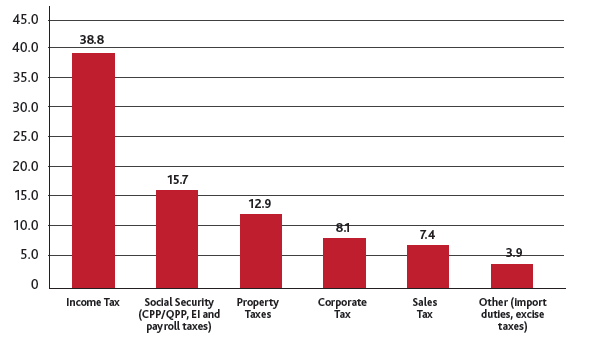 45.0
40.0
35.0
30.0
25.0
20.0
15.0
10.0
5.0
0
38.8
15.7
12.9
8.1
7.4
3.9
Income Tax
Social Security
(CPP/QPP, EI and
payroll taxes)
Property
Taxes
Corporate
Tax
Sales
Tax
Other (import
duties, excise
taxes)